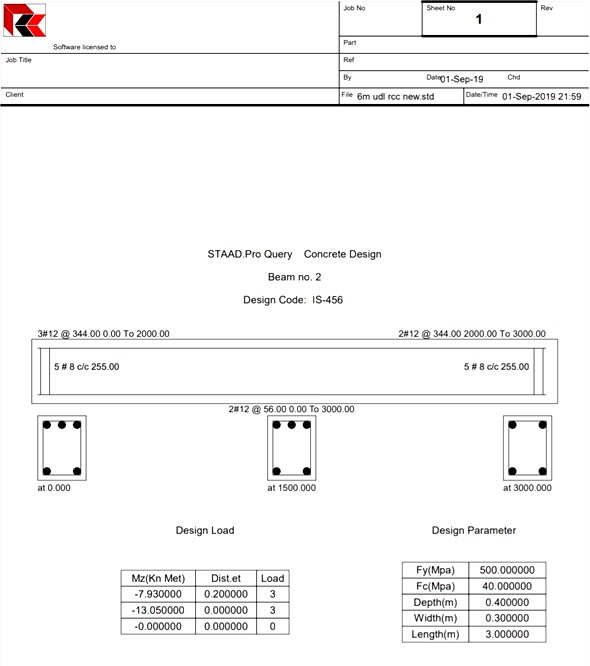 Job No
Sheet No
1
Rev
Software licensed to
Part
Job Title
Ref
By
Date01-Sep-19
Chd
Client
File 6m udl rcc new.std
Date/Time 01-Sep-2019 21:59
STAAD.Pro Query Concrete Design
Beam no. 2
Design Code: IS-456
3#12 @ 344.00 0.00 To 2000.00
2#12 @ 344.00 2000.00 To 3000.00
5 # 8 c/c 255.00
5 # 8 c/c 255.00
2#12 @ 56.00 0.00 To 3000.00
at 0.000
at 1500.000
at 3000.000
Design Load
Mz(Kn Met) Dist.et Load
-7.930000 0.200000 3
-13.050000 0.000000 3
-0.000000 0.000000 0
Design Parameter
Fy(Mpa) 500.000000
Fc(Mpa) 40.000000
Depth(m) 0.400000
Width(m) 0.300000
Length(m) 3.000000